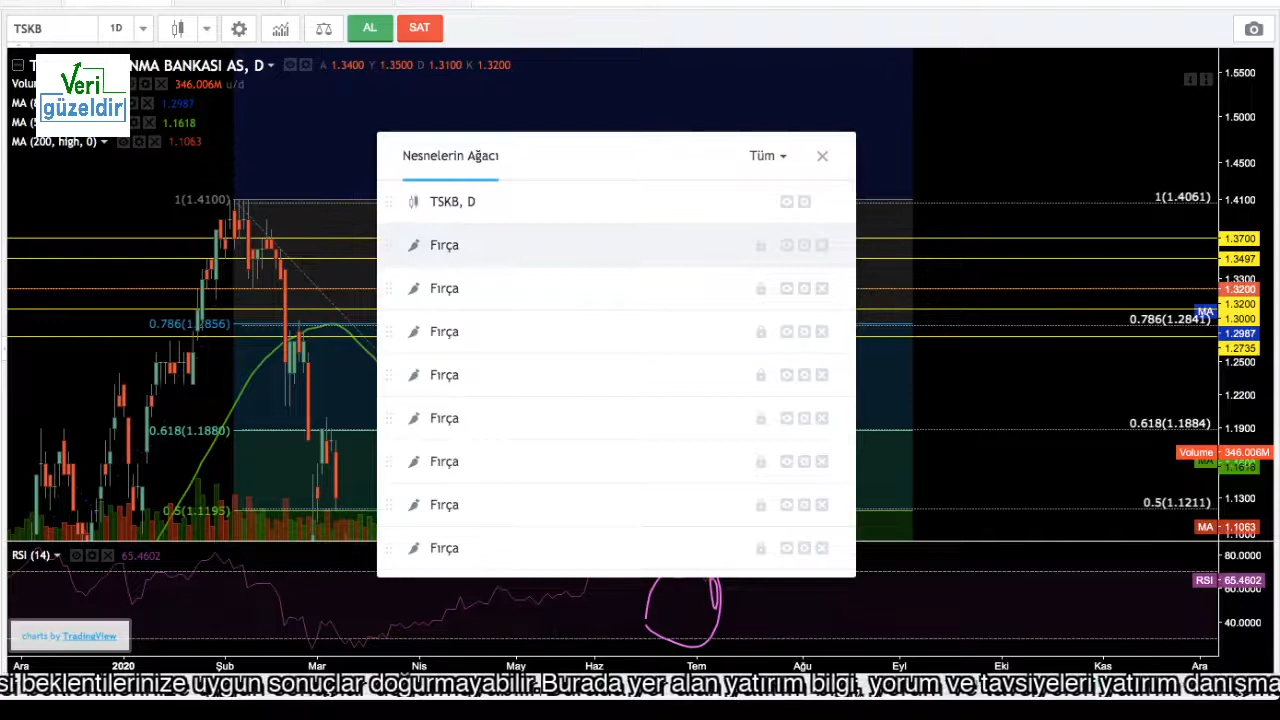 TSKB 1D AL SAT
Veri
güzeldir
NMA BANKASI AS, D A 1.3400 Y 1.3500 D 1.3100 K 1.3200
Volu 346.006M u/d
MA ( 1.2987
MA ( 1.1618
MA (200, high, 0) 1.1063
Nesnelerin Ağacı Tüm
TSKB, D
Fırça
Fırça
Fırça
Fırça
Fırça
Fırça
Fırça
Fırça
1(1.4100)
0.786(1.2856)
0.618(1.1880)
0.5(1.1195)
1(1.4061)
0.786(1.2841)
0.618(1.1884)
0.5(1.1211)
1.5500
1.5000
1.4500
1.4100
1.3700
1.3497
1.3300
1.3200
1.3200
1.3000
MA 1.2987
1.2735
1.2500
1.2200
1.1900
Volume 346.006M
MA 1.1618
1.1300
MA 1.1063
RSI (14) 65.4602
80.0000
RSI 65.4602
60.0000
40.0000
charts by TradingView
Ara 2020 Şub Mar Nis May Haz Tem Ağu Eyl Eki Kas Ara
si beklentilerinize uygun sonuçlar doğurmayabilir.Burada yer alan yatırım bilgi, yorum ve tavsiyeleri yatırım danışma